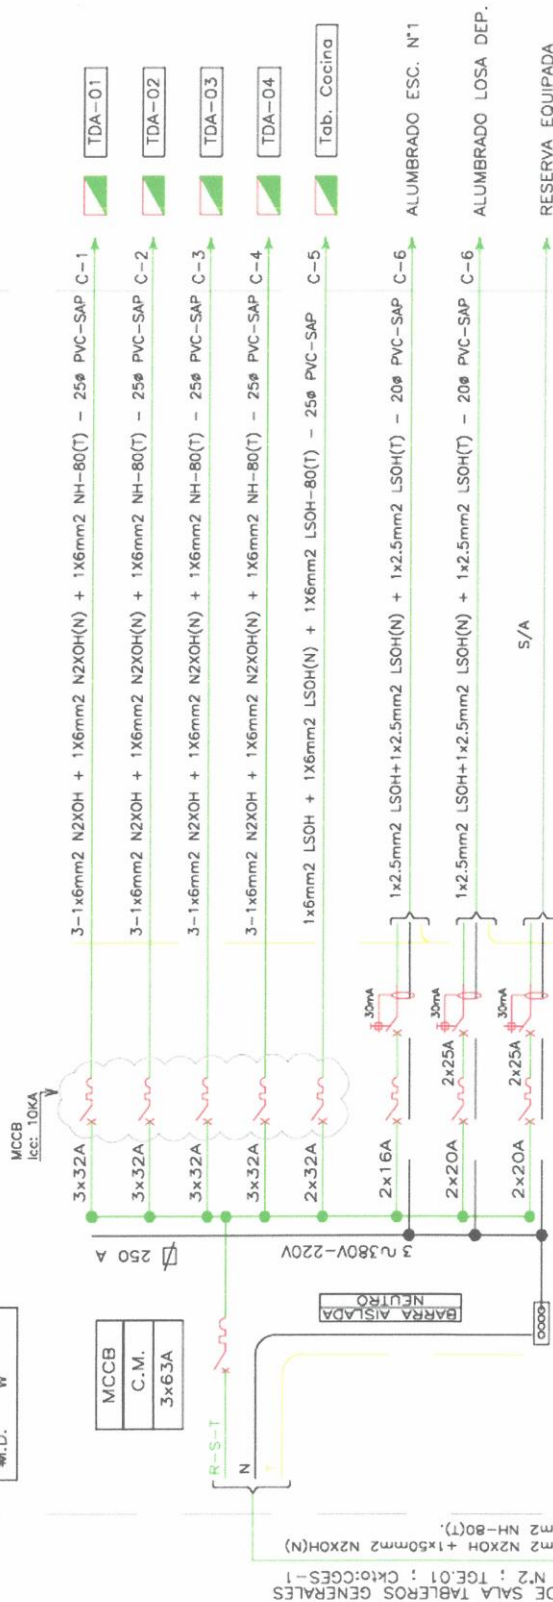 M.D. W
MCCB
Icc: 10KA
MCCB
C.M.
3x63A
R-S-T
N
T
250 A
3∿380V-220V
BARRA AISLADA
NEUTRO
3x32A
3-1x6mm2 N2XOH + 1X6mm2 N2XOH(N) + 1X6mm2 NH-80(T) - 25ø PVC-SAP C-1
TDA-01
3x32A
3-1x6mm2 N2XOH + 1X6mm2 N2XOH(N) + 1X6mm2 NH-80(T) - 25ø PVC-SAP C-2
TDA-02
3x32A
3-1x6mm2 N2XOH + 1X6mm2 N2XOH(N) + 1X6mm2 NH-80(T) - 25ø PVC-SAP C-3
TDA-03
3x32A
3-1x6mm2 N2XOH + 1X6mm2 N2XOH(N) + 1X6mm2 NH-80(T) - 25ø PVC-SAP C-4
TDA-04
2x32A
1x6mm2 LSOH + 1X6mm2 LSOH(N) + 1X6mm2 LSOH-80(T) - 25ø PVC-SAP C-5
Tab. Cocina
2x16A
30mA
1x2.5mm2 LSOH+1x2.5mm2 LSOH(N) + 1x2.5mm2 LSOH(T) - 20ø PVC-SAP C-6
ALUMBRADO ESC. N°1
2x20A
2x25A
30mA
1x2.5mm2 LSOH+1x2.5mm2 LSOH(N) + 1x2.5mm2 LSOH(T) - 20ø PVC-SAP C-6
ALUMBRADO LOSA DEP.
2x20A
2x25A
30mA
S/A
RESERVA EQUIPADA
DE SALA TABLEROS GENERALES
N°2 ; TGE.01 ; Ckto:CGES-1
m2 N2XOH +1x50mm2 N2XOH(N)
m2 NH-80(T).